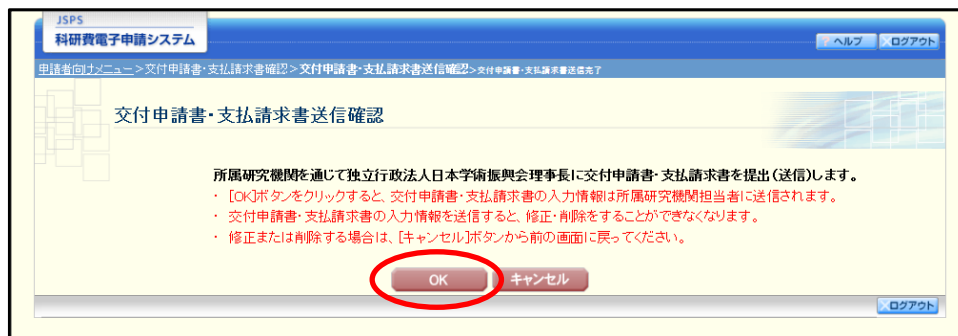 JSPS
科研費電子申請システム
? ヘルプ
×ログアウト
申請者向けメニュー>交付申請書・支払請求書確認>交付申請書・支払請求書送信確認>交付申請書・支払請求書送信完了
交付申請書・支払請求書送信確認
所属研究機関を通じて独立行政法人日本学術振興会理事長に交付申請書・支払請求書を提出(送信)します。
・ [OK]ボタンをクリックすると、交付申請書・支払請求書の入力情報は所属研究機関担当者に送信されます。
・ 交付申請書・支払請求書の入力情報を送信すると、修正・削除をすることができなくなります。
・ 修正または削除する場合は、[キャンセル]ボタンから前の画面に戻ってください。
OK
キャンセル
×ログアウト